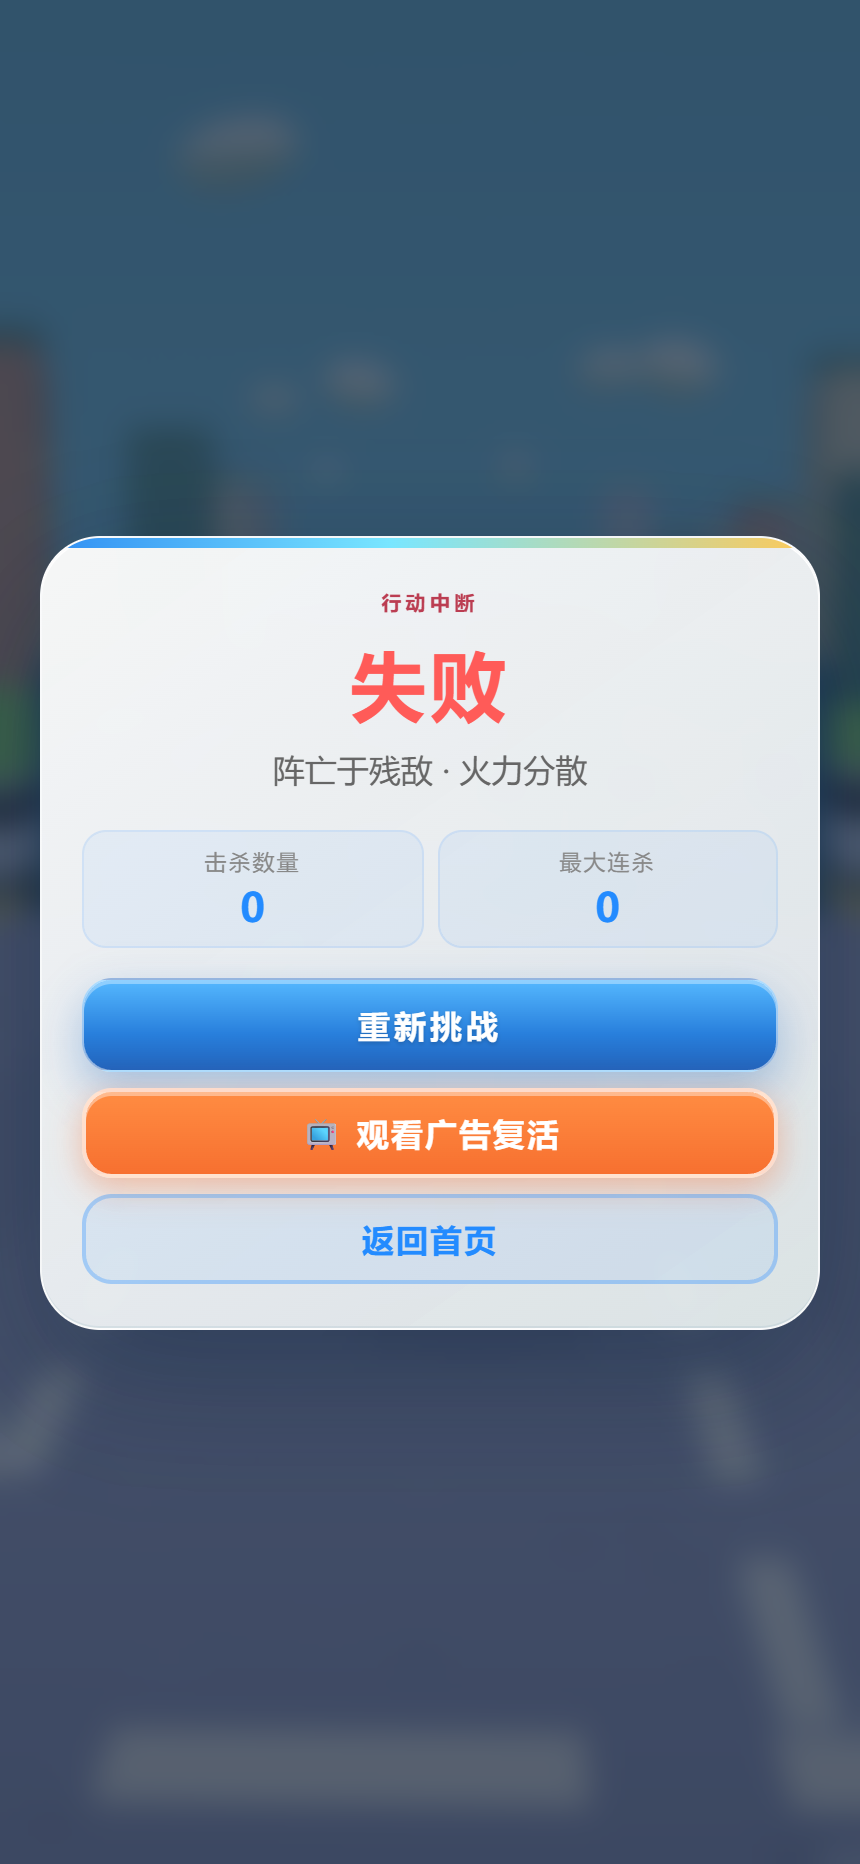 行动中断
失败
阵亡于残敌 · 火力分散
击杀数量
0
最大连杀
0
重新挑战
观看广告复活
返回首页